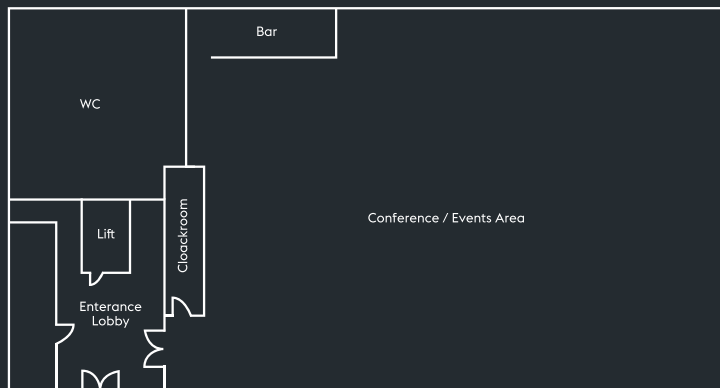 Bar
WC
Conference / Events Area
Cloackroom
Lift
Enterance
Lobby